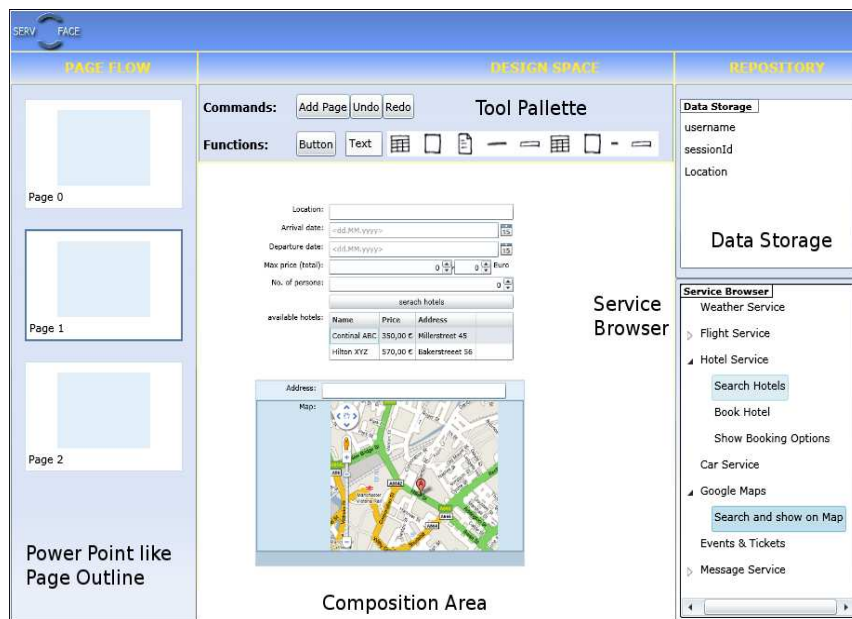 SERV FACE
PAGE FLOW
DESIGN SPACE
REPOSITORY
Page 0
Page 1
Page 2
Power Point like
Page Outline
Commands:
Add Page
Undo
Redo
Tool Pallette
Functions:
Button
Text
Location:
Arrival date:
<dd.MM.yyyy>
15
Departure date:
<dd.MM.yyyy>
15
Max price (total):
0
0
Euro
No. of persons:
0
serach hotels
available hotels:
Name Price Address
Continal ABC 350,00 € Millerstreet 45
Hilton XYZ 570,00 € Bakerstreeet 56
Address:
Map:
A
Composition Area
Service
Browser
Data Storage
username
sessionId
Location
Data Storage
Service Browser
Weather Service
Flight Service
Hotel Service
Search Hotels
Book Hotel
Show Booking Options
Car Service
Google Maps
Search and show on Map
Events & Tickets
Message Service